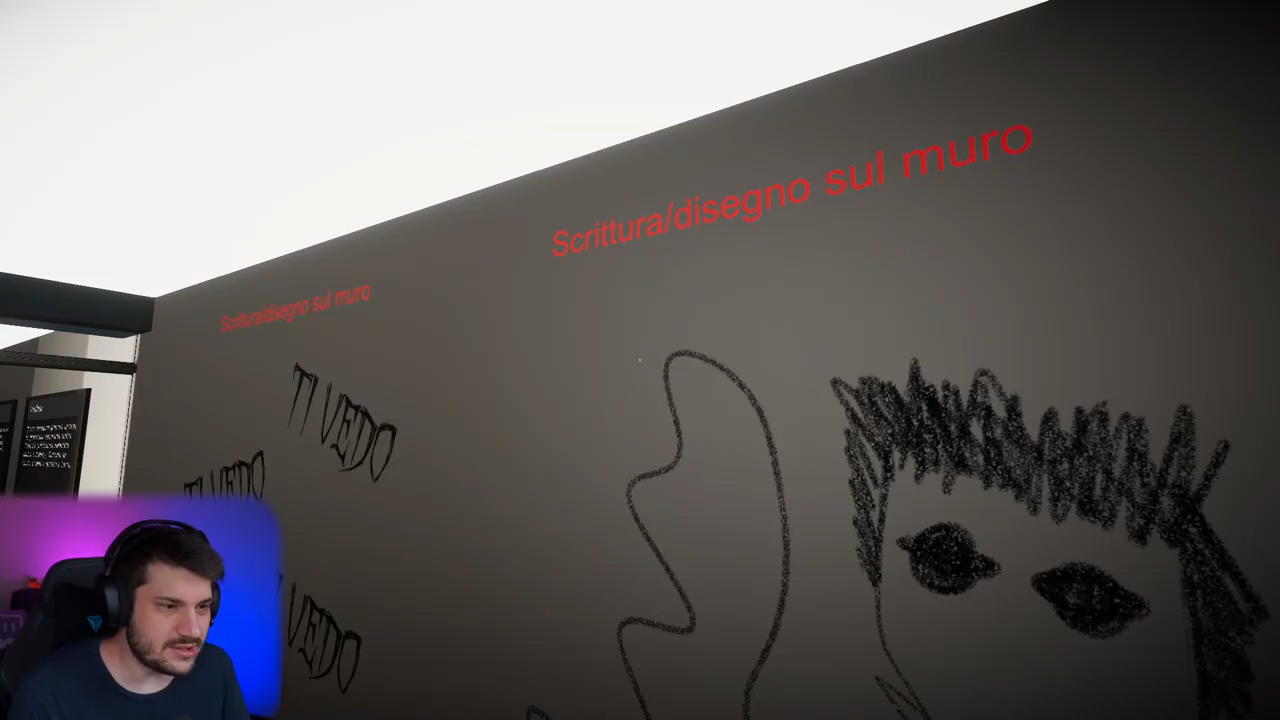 Scrittura/disegno sul muro
Scrittura/disegno sul muro
TI VEDO
TI VEDO
VEDO